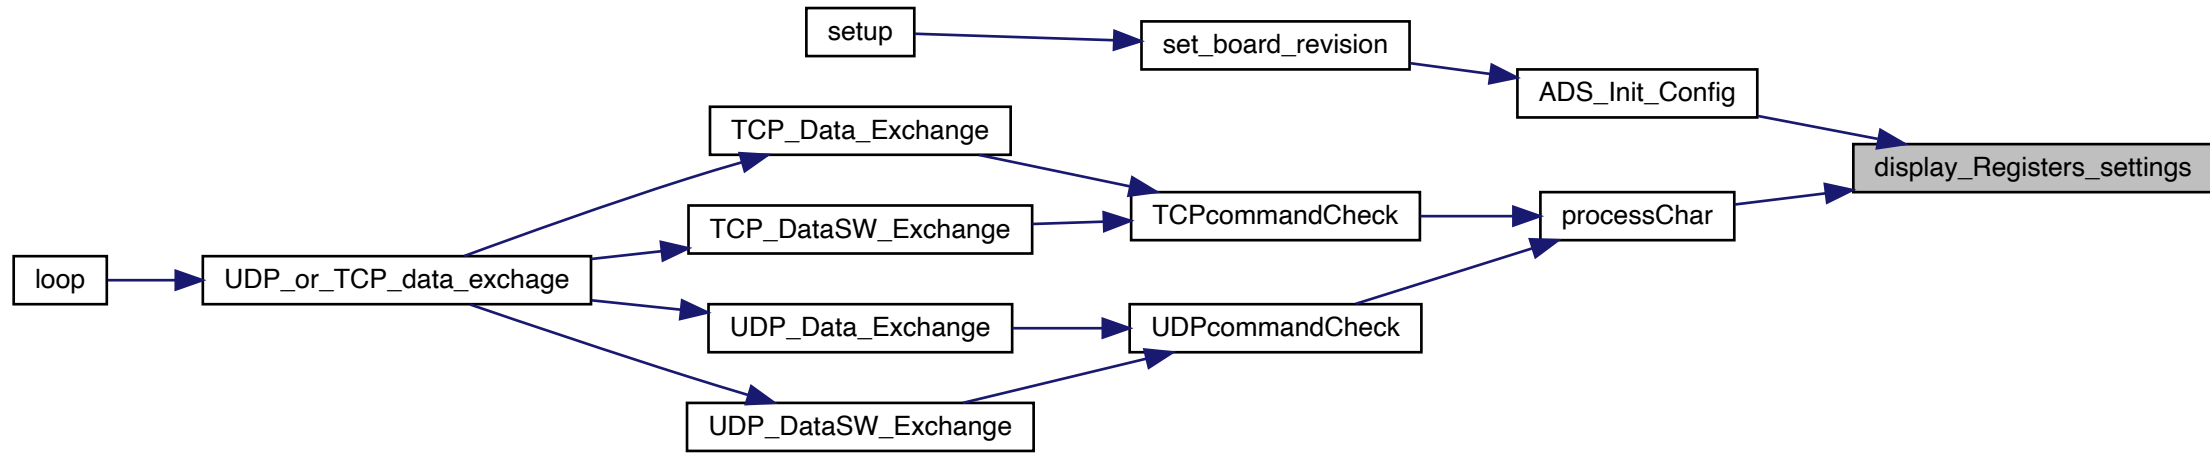 setup
set_board_revision
ADS_Init_Config
TCP_Data_Exchange
display_Registers_settings
TCP_DataSW_Exchange
TCPcommandCheck
processChar
loop
UDP_or_TCP_data_exchage
UDP_Data_Exchange
UDPcommandCheck
UDP_DataSW_Exchange